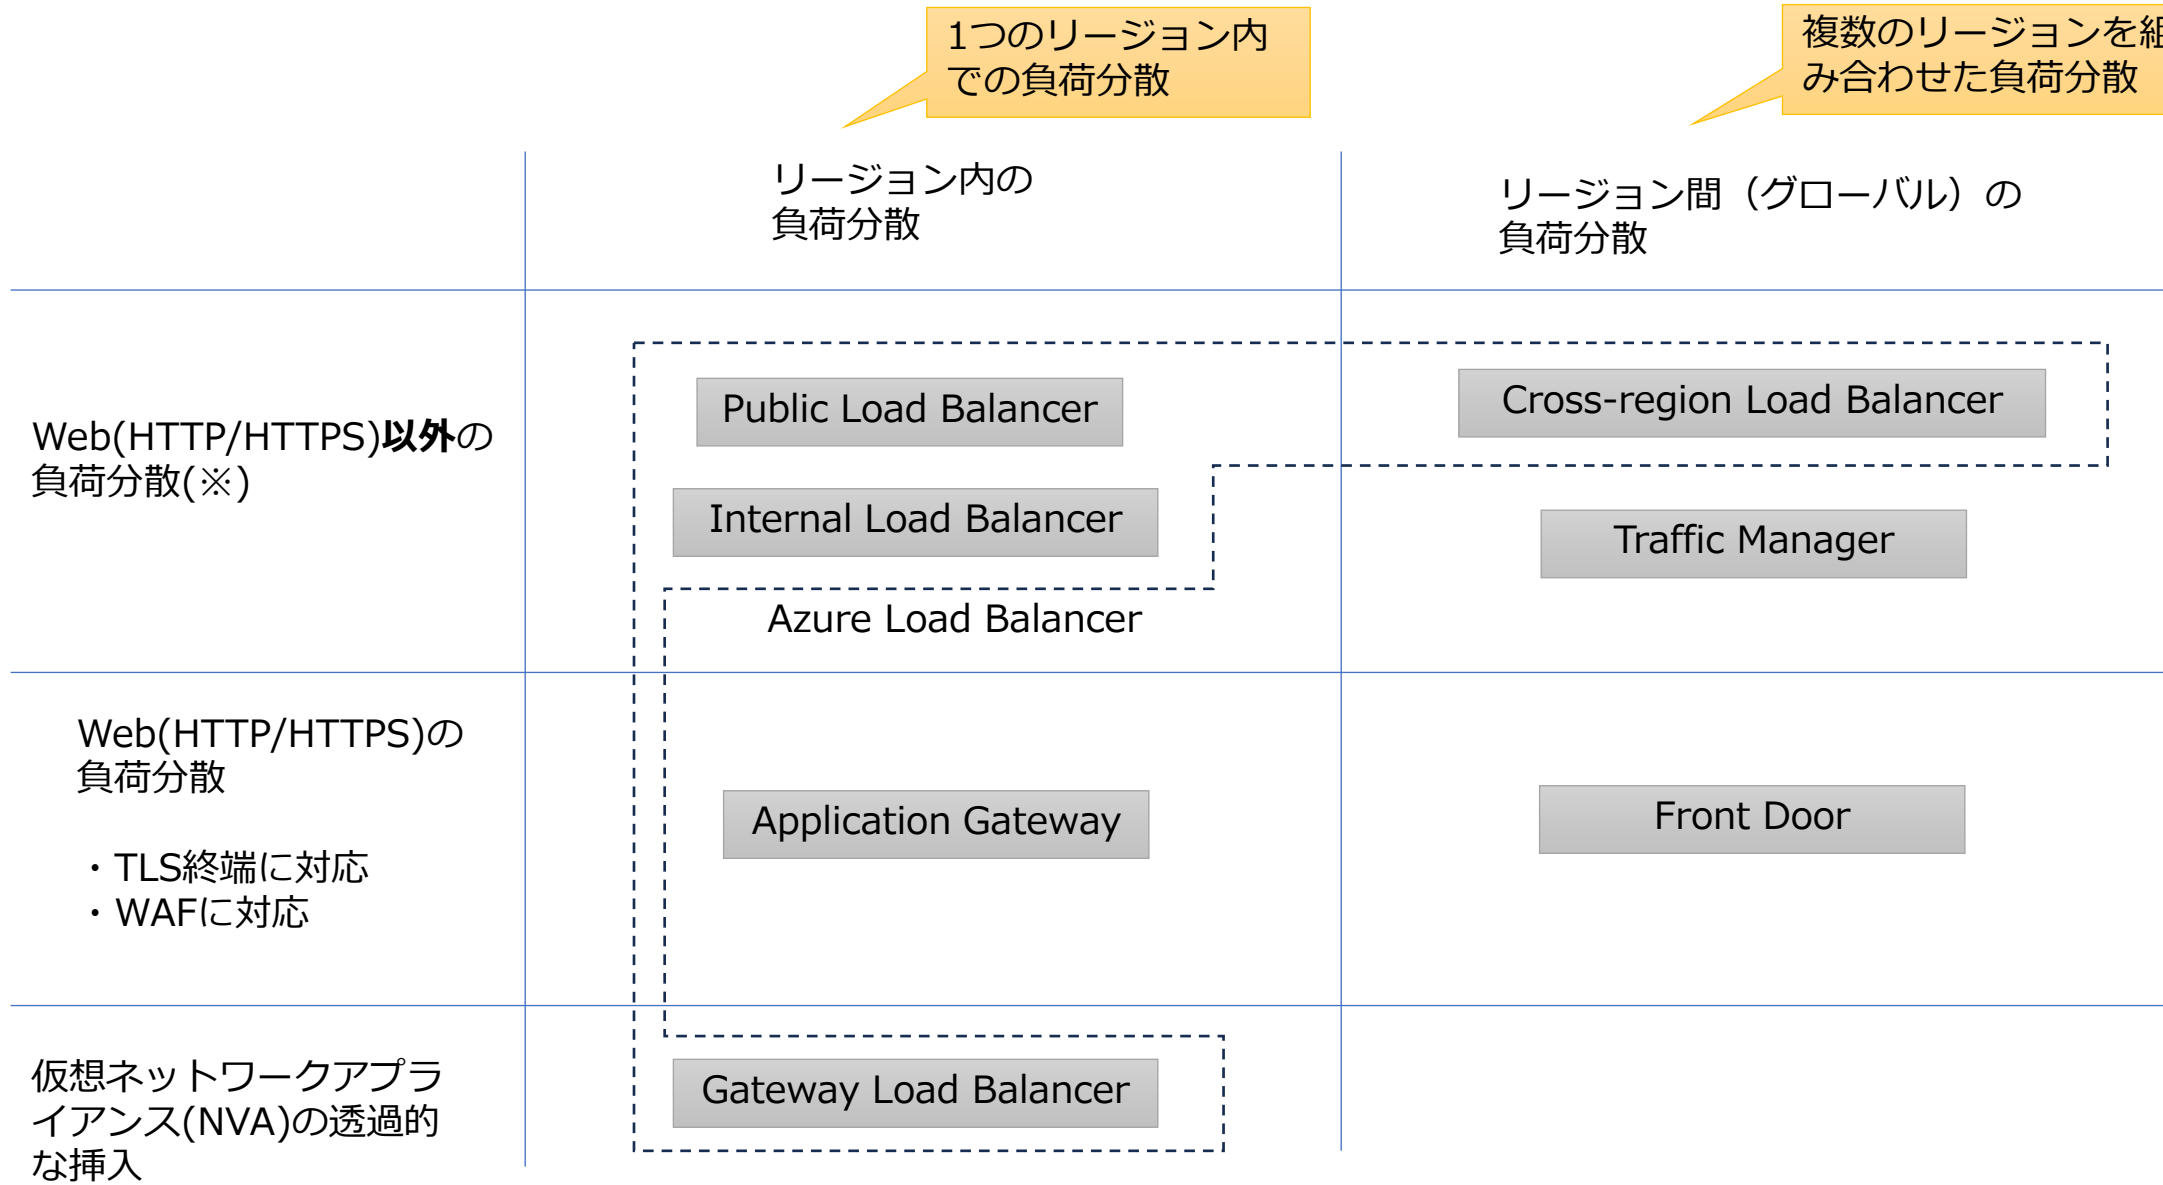 1つのリージョン内
での負荷分散
複数のリージョンを組
み合わせた負荷分散
リージョン内の
負荷分散
リージョン間（グローバル）の
負荷分散
Web(HTTP/HTTPS)以外の
負荷分散(※)
Public Load Balancer
Cross-region Load Balancer
Internal Load Balancer
Traffic Manager
Azure Load Balancer
Web(HTTP/HTTPS)の
負荷分散
・TLS終端に対応
・WAFに対応
Application Gateway
Front Door
仮想ネットワークアプラ
イアンス(NVA)の透過的
な挿入
Gateway Load Balancer